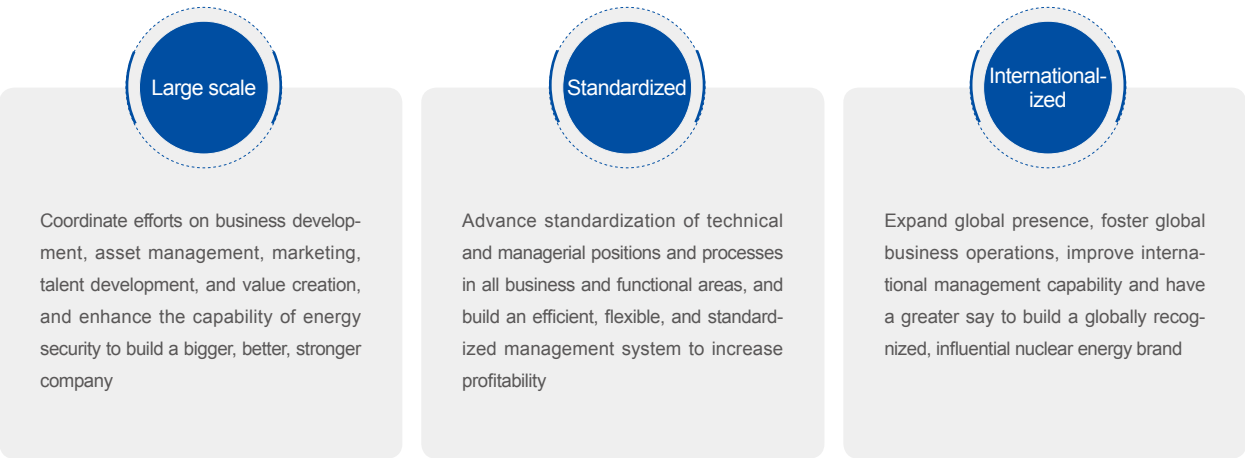 Large scale
Coordinate efforts on business develop-
ment, asset management, marketing,
talent development, and value creation,
and enhance the capability of energy
security to build a bigger, better, stronger
company
Standardized
Advance standardization of technical
and managerial positions and processes
in all business and functional areas, and
build an efficient, flexible, and standard-
ized management system to increase
profitability
International-
ized
Expand global presence, foster global
business operations, improve interna-
tional management capability and have
a greater say to build a globally recog-
nized, influential nuclear energy brand